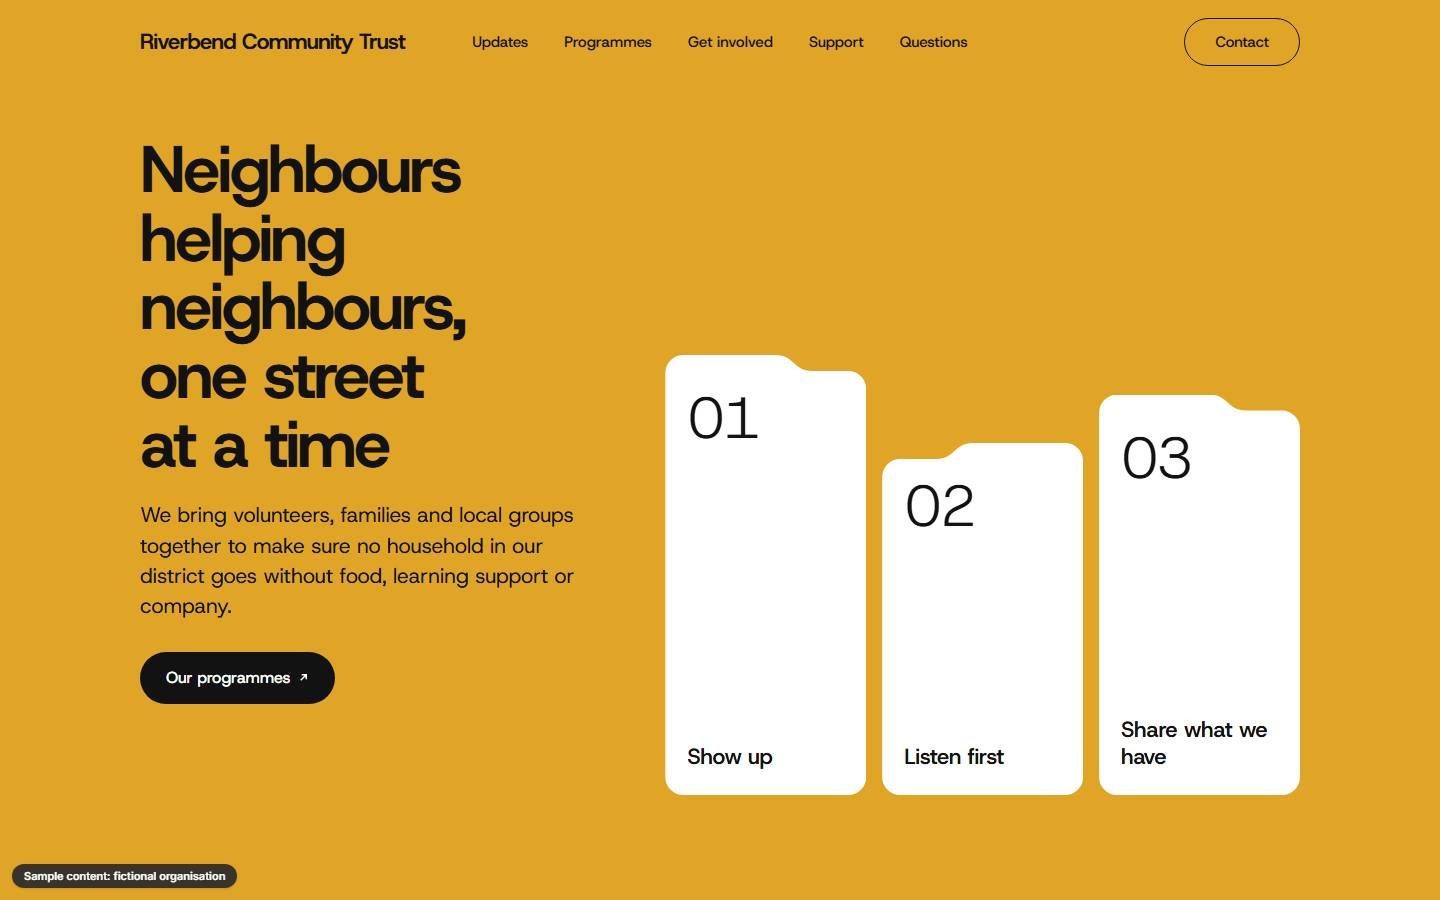 Riverbend Community Trust
Updates
Programmes
Get involved
Support
Questions
Contact
Neighbours
helping
neighbours,
one street
at a time
We bring volunteers, families and local groups
together to make sure no household in our
district goes without food, learning support or
company.
Our programmes
01
Show up
02
Listen first
03
Share what we
have
Sample content: fictional organisation